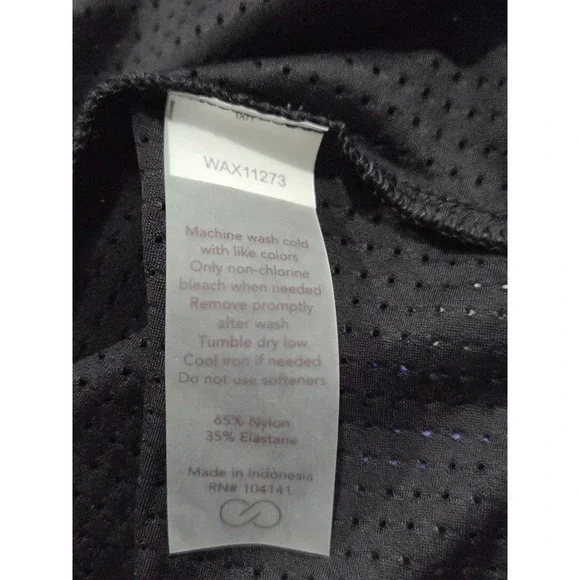 001
WAX11273
Machine wash cold
with like colors
Only non-chlorine
bleach when needed
Remove promptly
after wash
Tumble dry low
Cool iron if needed
Do not use softeners
65% Nylon
35% Elastane
Made in Indonesia
RN# 104141